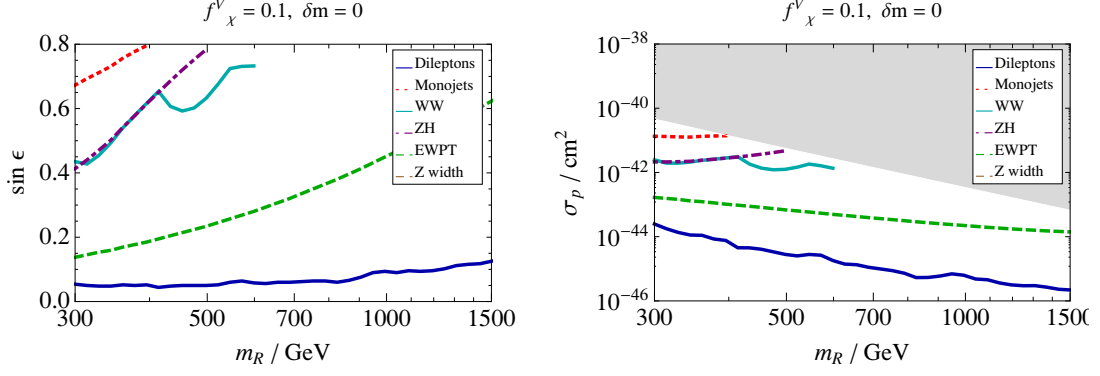 f^V_χ = 0.1, δm = 0
0.8
0.6
0.4
0.2
0.0
sin ϵ
300
500
700
1000
1500
m_R / GeV
Dileptons
Monojets
WW
ZH
EWPT
Z width
f^V_χ = 0.1, δm = 0
10^−38
10^−40
10^−42
10^−44
10^−46
σ_p / cm^2
300
500
700
1000
150(
m_R / GeV
Dileptons
Monojets
WW
ZH
EWPT
Z width